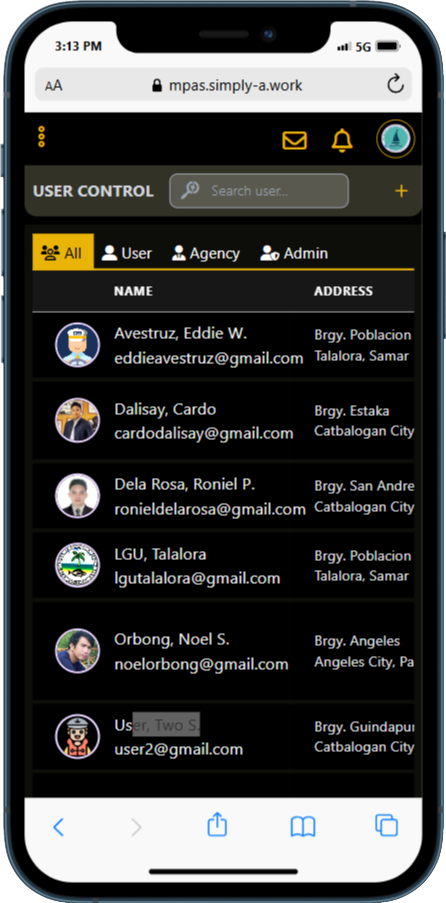 3:13 PM
5G
AA
mpas.simply-a.work
USER CONTROL
Search user...
+
All
User
Agency
Admin
NAME
ADDRESS
Avestruz, Eddie W.
eddieavestruz@gmail.com
Brgy. Poblacion
Talalora, Samar
Dalisay, Cardo
cardodalisay@gmail.com
Brgy. Estaka
Catbalogan City
Dela Rosa, Roniel P.
ronieldelarosa@gmail.com
Brgy. San Andre
Catbalogan City
LGU, Talalora
lgutalalora@gmail.com
Brgy. Poblacion
Talalora, Samar
Orbong, Noel S.
noelorbong@gmail.com
Brgy. Angeles
Angeles City, Pa
User, Two S.
user2@gmail.com
Brgy. Guindapu
Catbalogan City